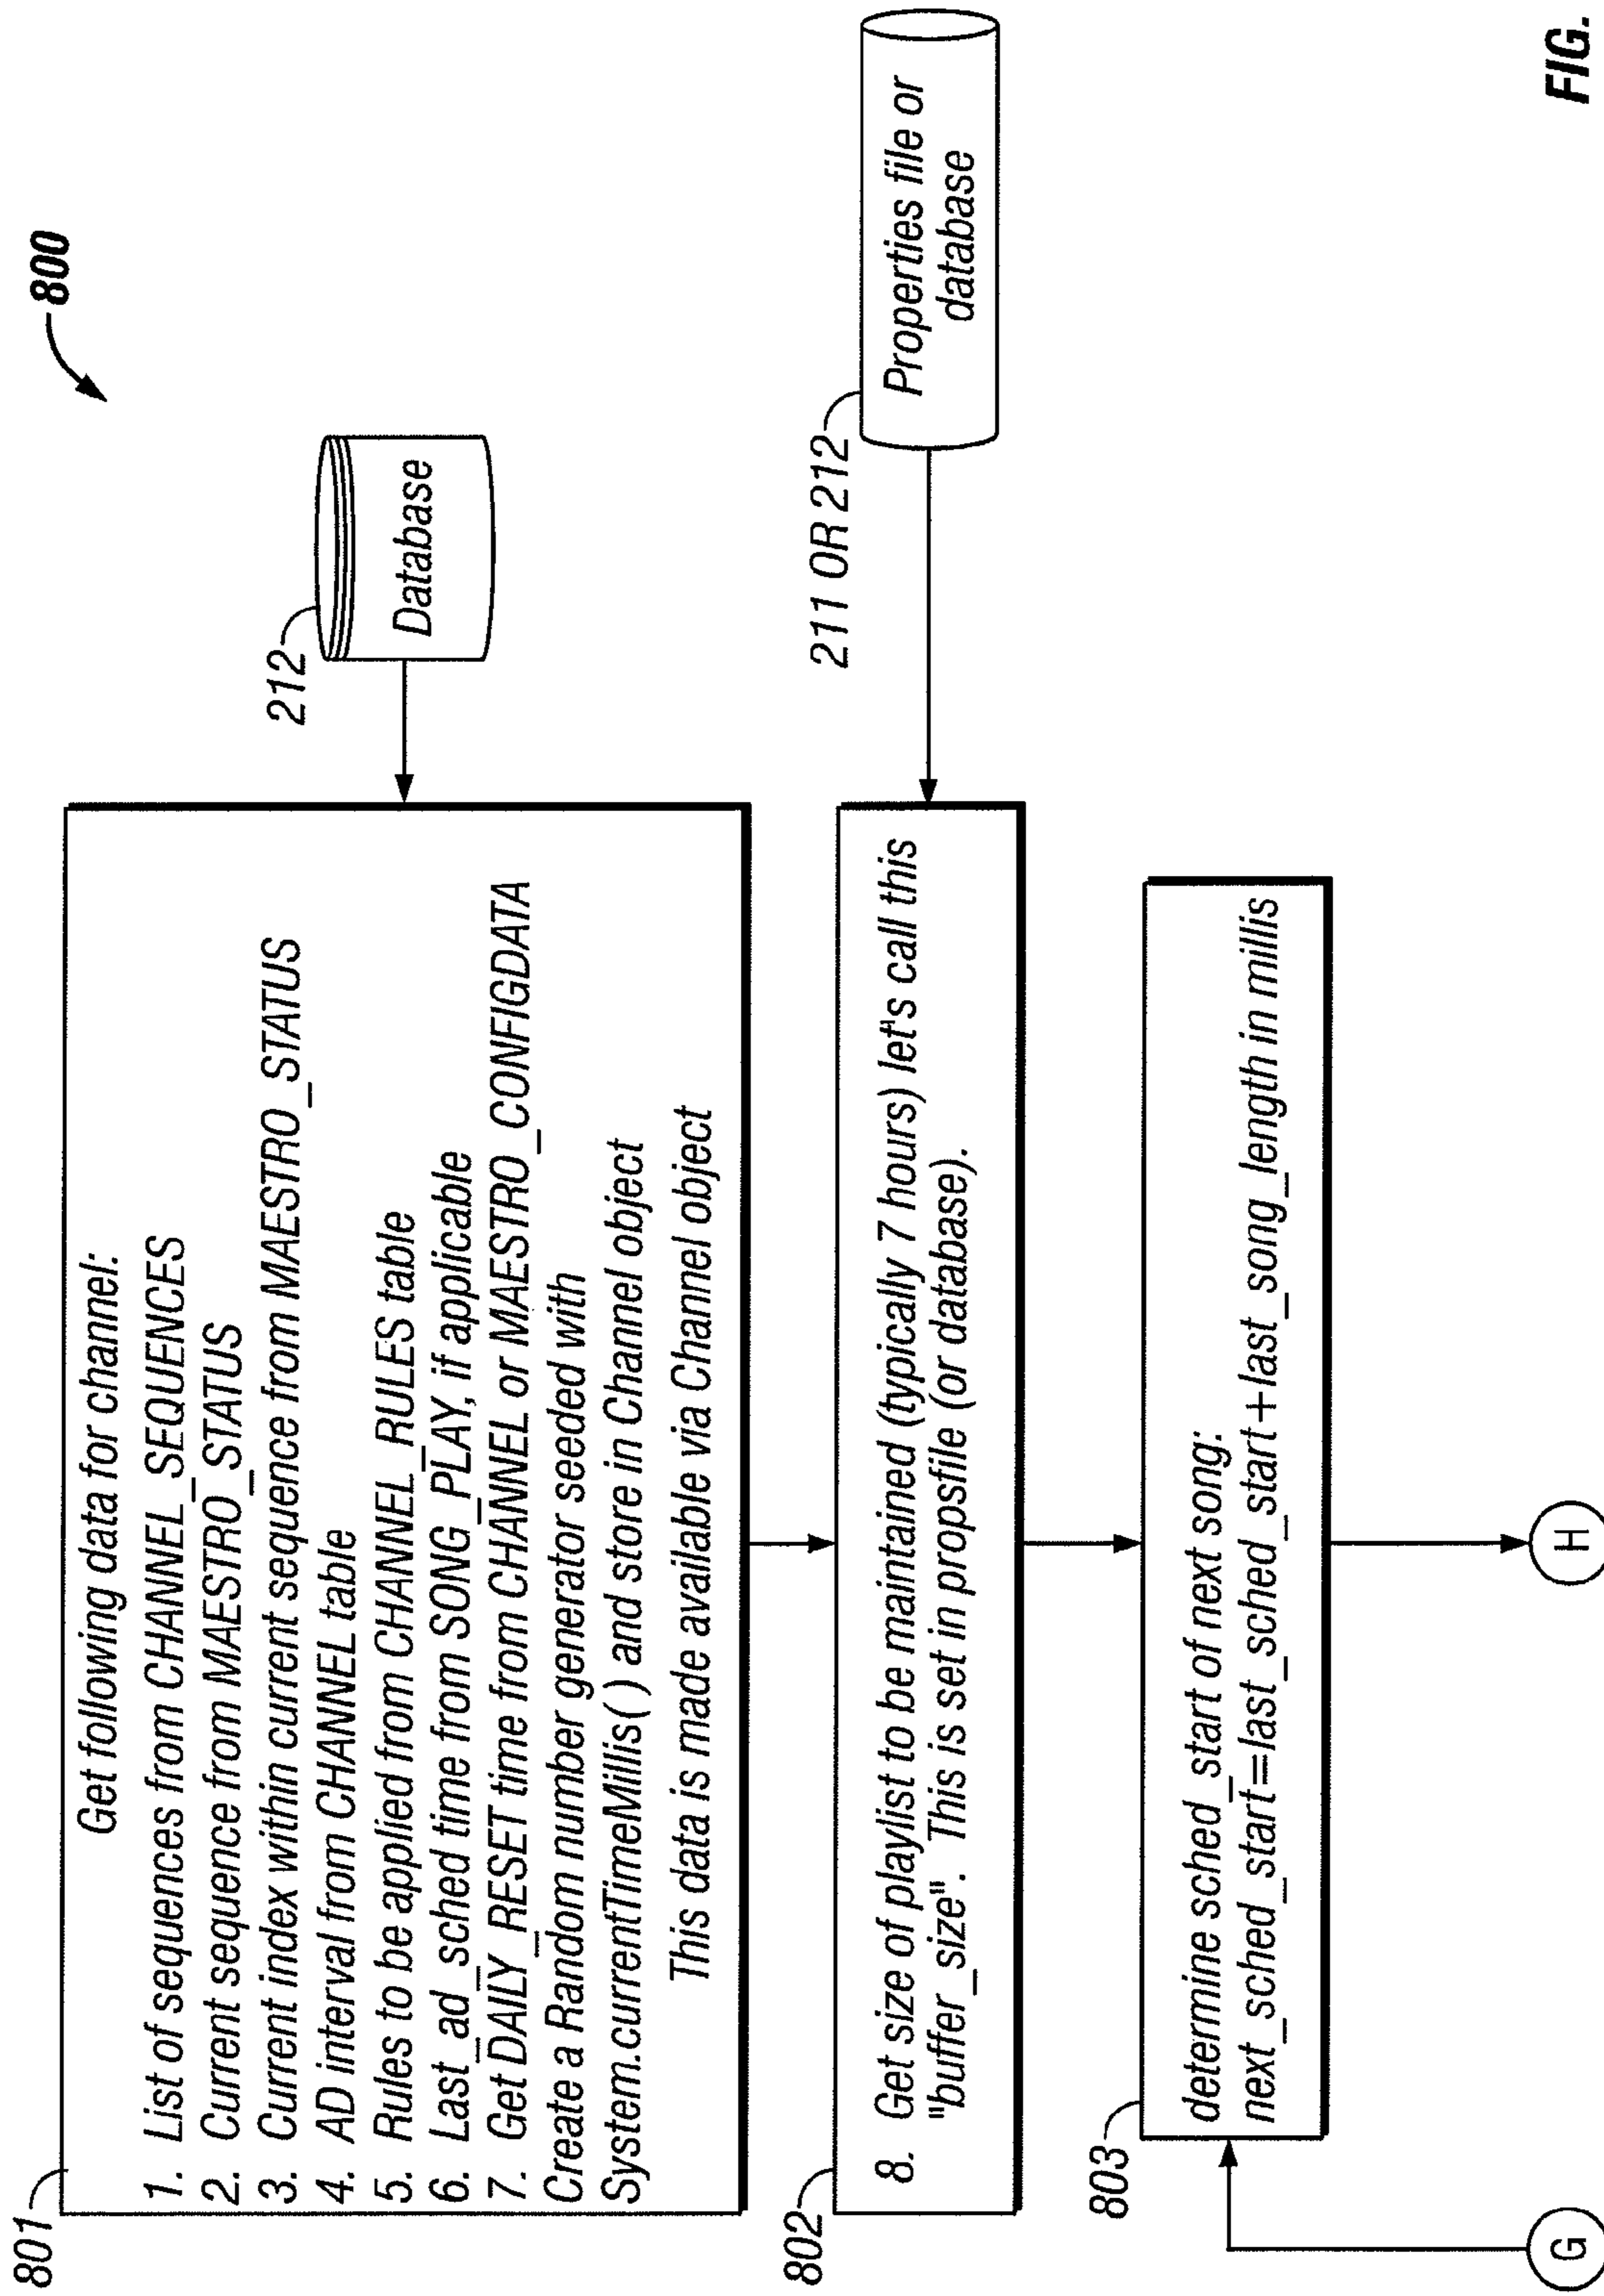 800
801
Get following data for channel:
1. List of sequences from CHANNEL_SEQUENCES
2. Current sequence from MAESTRO_STATUS
3. Current index within current sequence from MAESTRO_STATUS
4. AD interval from CHANNEL table
5. Rules to be applied from CHANNEL_RULES table
6. Last_ad_sched time from SONG_PLAY, if applicable
7. Get DAILY_RESET time from CHANNEL or MAESTRO_CONFIGDATA
Create a Random number generator seeded with
System.currentTimeMillis( ) and store in Channel object
This data is made available via Channel object
212
Database
802
8. Get size of playlist to be maintained (typically 7 hours) let's call this
"buffer_size". This is set in propsfile (or database).
211 OR 212
Properties file or
database
803
determine sched_start of next song:
next_sched_start=last_sched_start+last_song_length in millis
G
H
FIG.